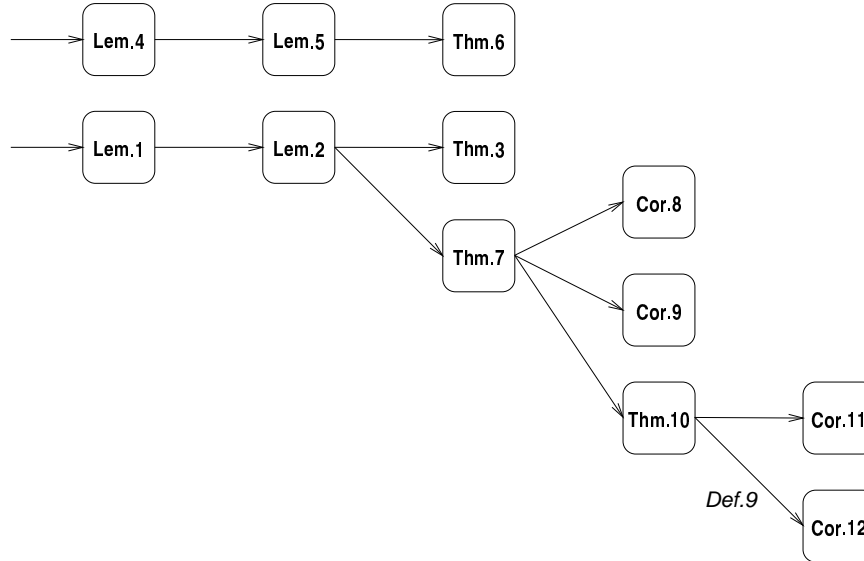 Lem.4
Lem.5
Thm.6
Lem.1
Lem.2
Thm.3
Cor.8
Thm.7
Cor.9
Thm.10
Cor.11
Def.9
Cor.12